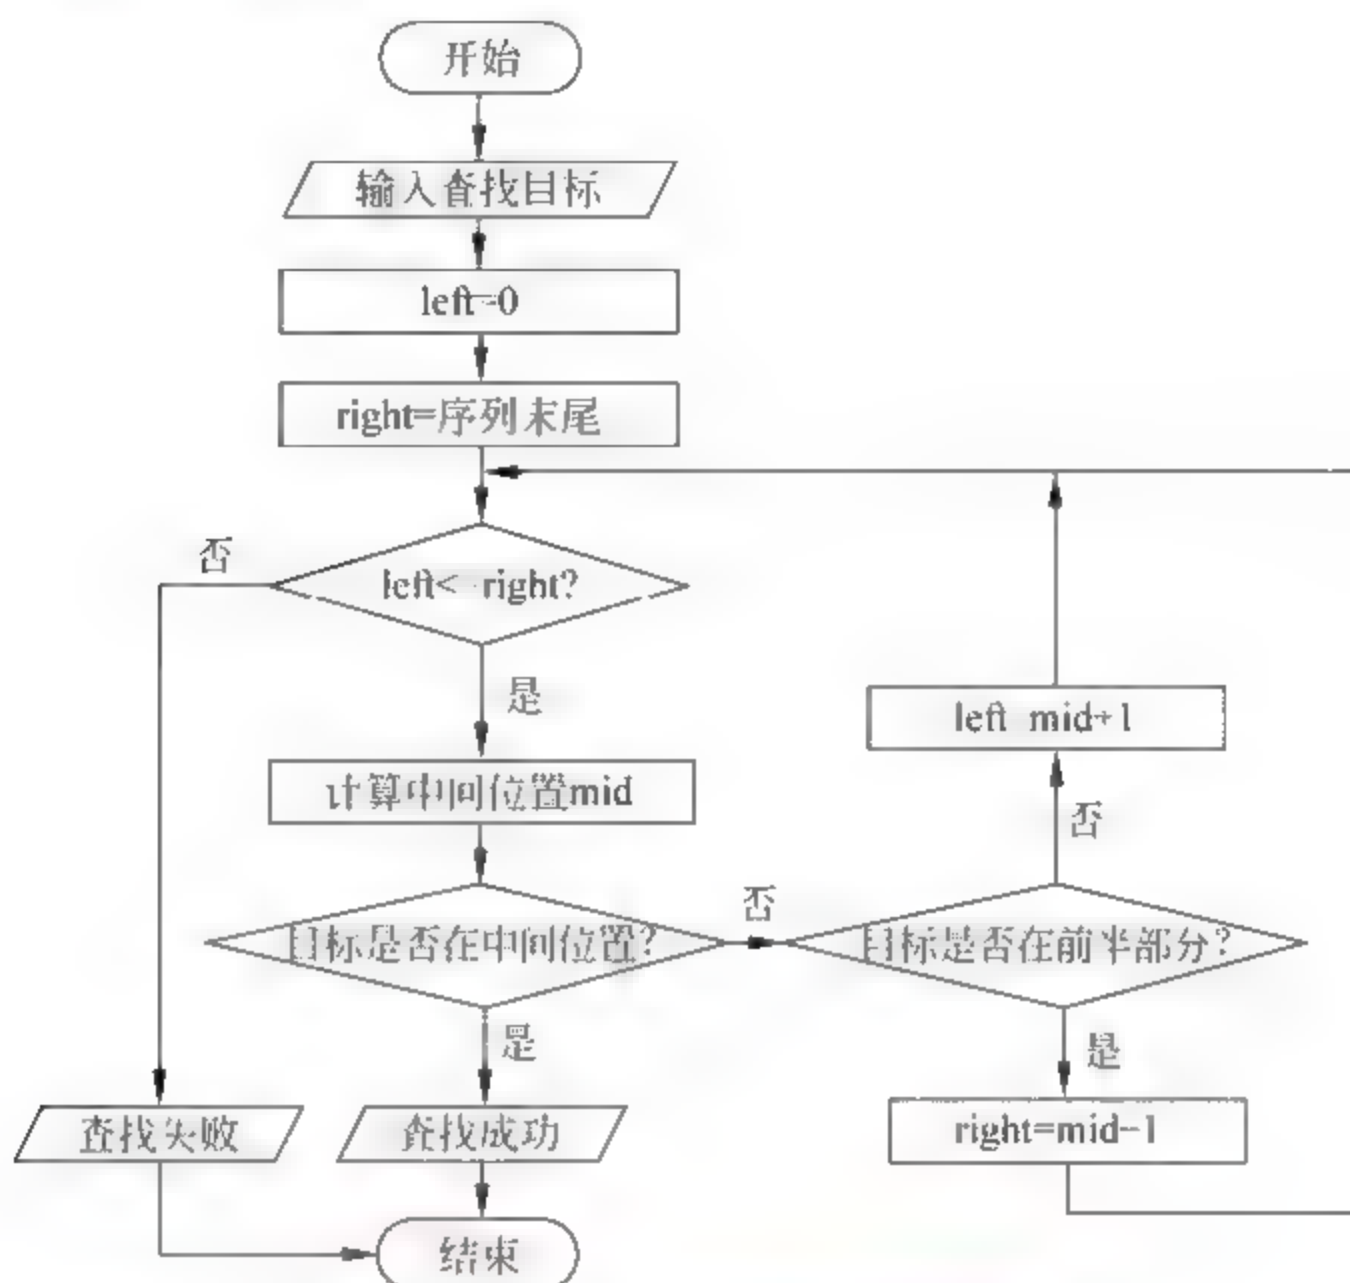 开始
输入查找目标
left=0
right=序列末尾
否
left<=right?
是
left=mid+1
计算中间位置mid
否
否
目标是否在中间位置?
目标是否在前半部分?
是
是
查找失败
查找成功
right=mid-1
结束